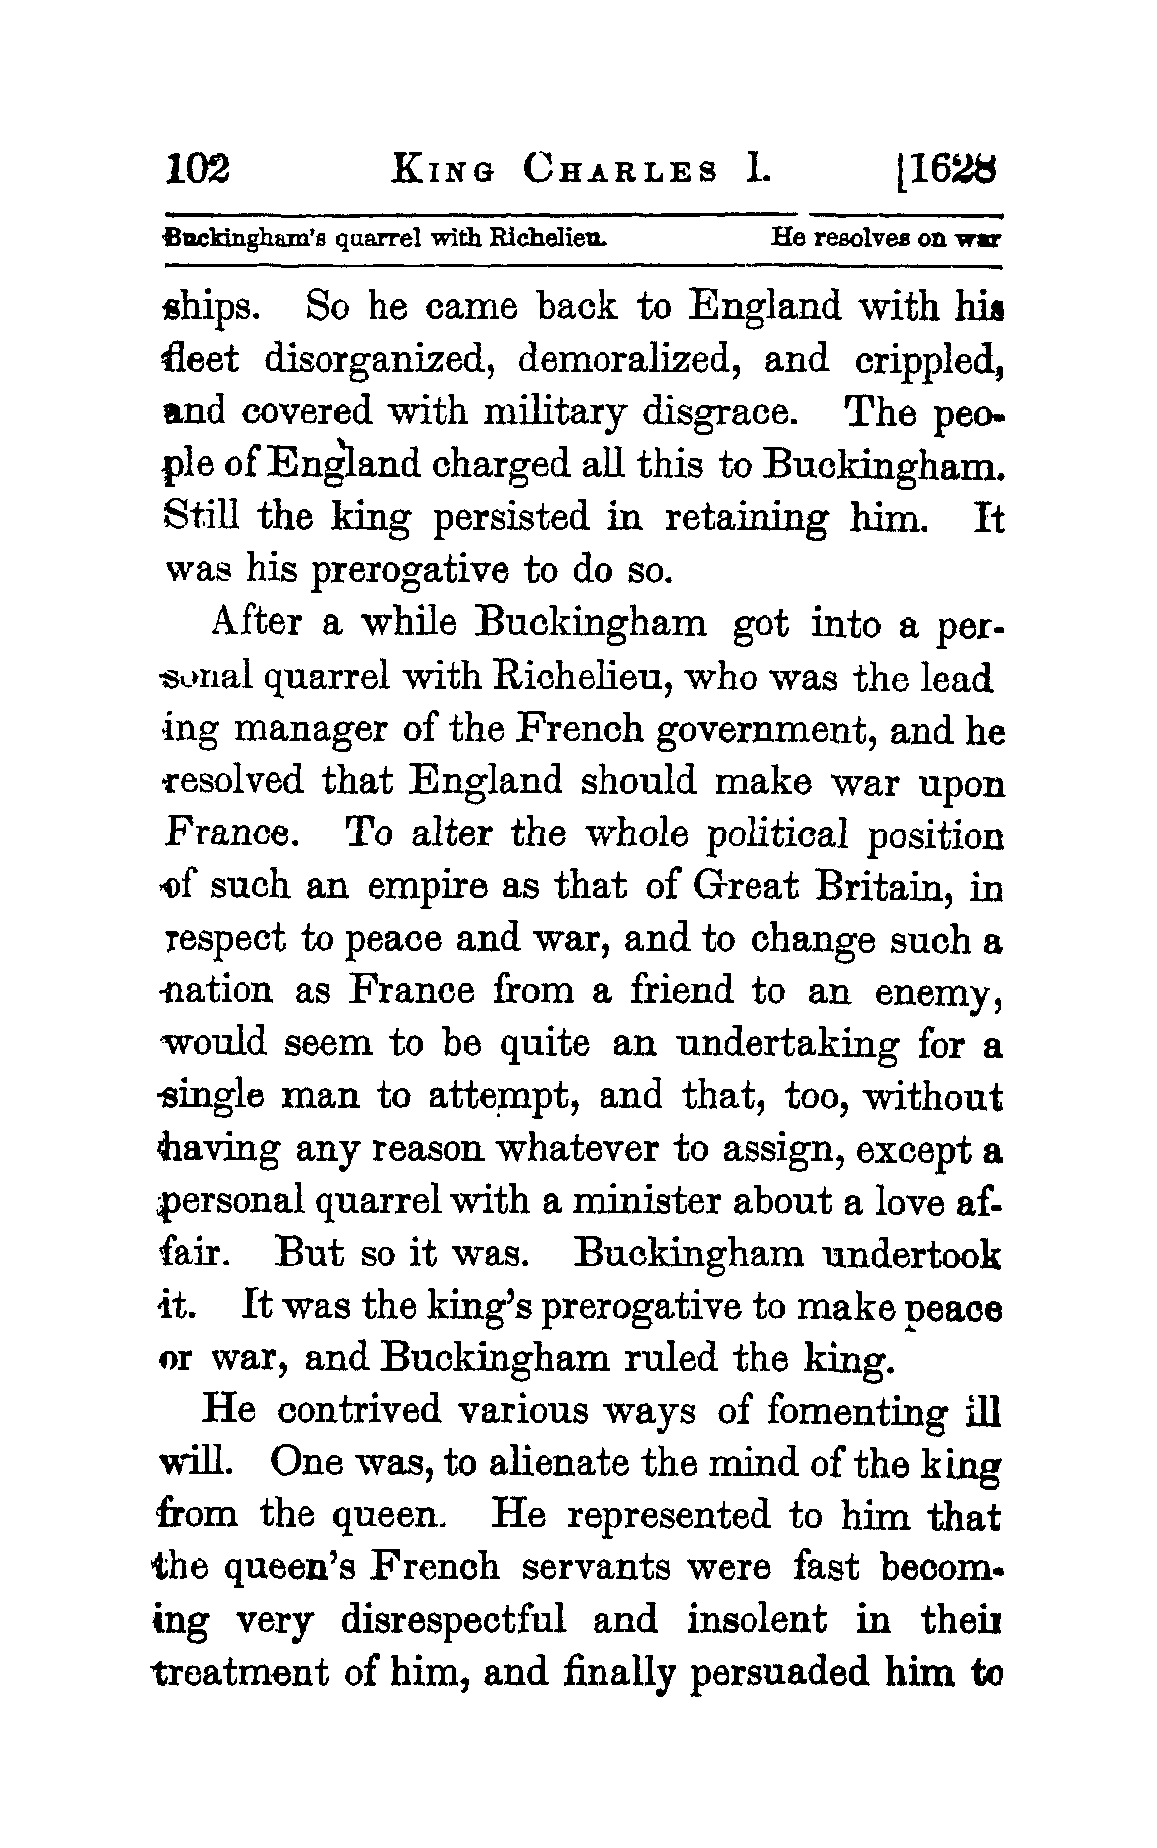 102 King Charles I. [1628
Buckingham's quarrel with Richelieu. He resolves on war
ships. So he came back to England with his
fleet disorganized, demoralized, and crippled,
and covered with military disgrace. The peo-
ple of England charged all this to Buckingham.
Still the king persisted in retaining him. It
was his prerogative to do so.
After a while Buckingham got into a per-
sonal quarrel with Richelieu, who was the lead
ing manager of the French government, and he
resolved that England should make war upon
France. To alter the whole political position
of such an empire as that of Great Britain, in
respect to peace and war, and to change such a
nation as France from a friend to an enemy,
would seem to be quite an undertaking for a
single man to attempt, and that, too, without
having any reason whatever to assign, except a
personal quarrel with a minister about a love af-
fair. But so it was. Buckingham undertook
it. It was the king's prerogative to make peace
or war, and Buckingham ruled the king.
He contrived various ways of fomenting ill
will. One was, to alienate the mind of the king
from the queen. He represented to him that
the queen's French servants were fast becom-
ing very disrespectful and insolent in their
treatment of him, and finally persuaded him to